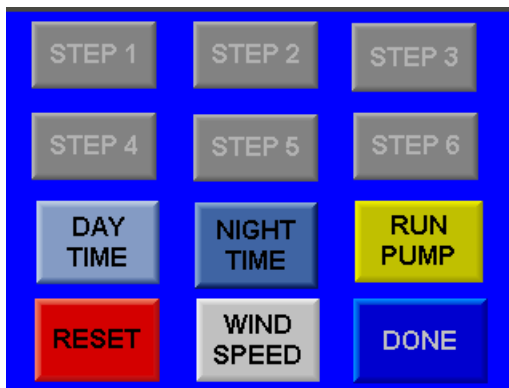 STEP 1
STEP 2
STEP 3
STEP 4
STEP 5
STEP 6
DAY
TIME
NIGHT
TIME
RUN
PUMP
RESET
WIND
SPEED
DONE